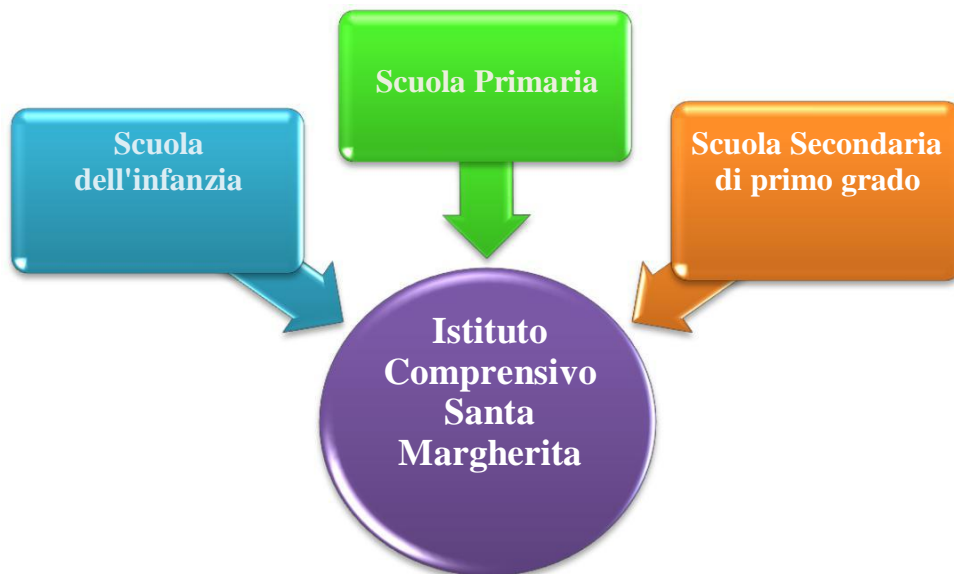 Scuola Primaria
Scuola
dell'infanzia
Scuola Secondaria
di primo grado
Istituto
Comprensivo
Santa
Margherita